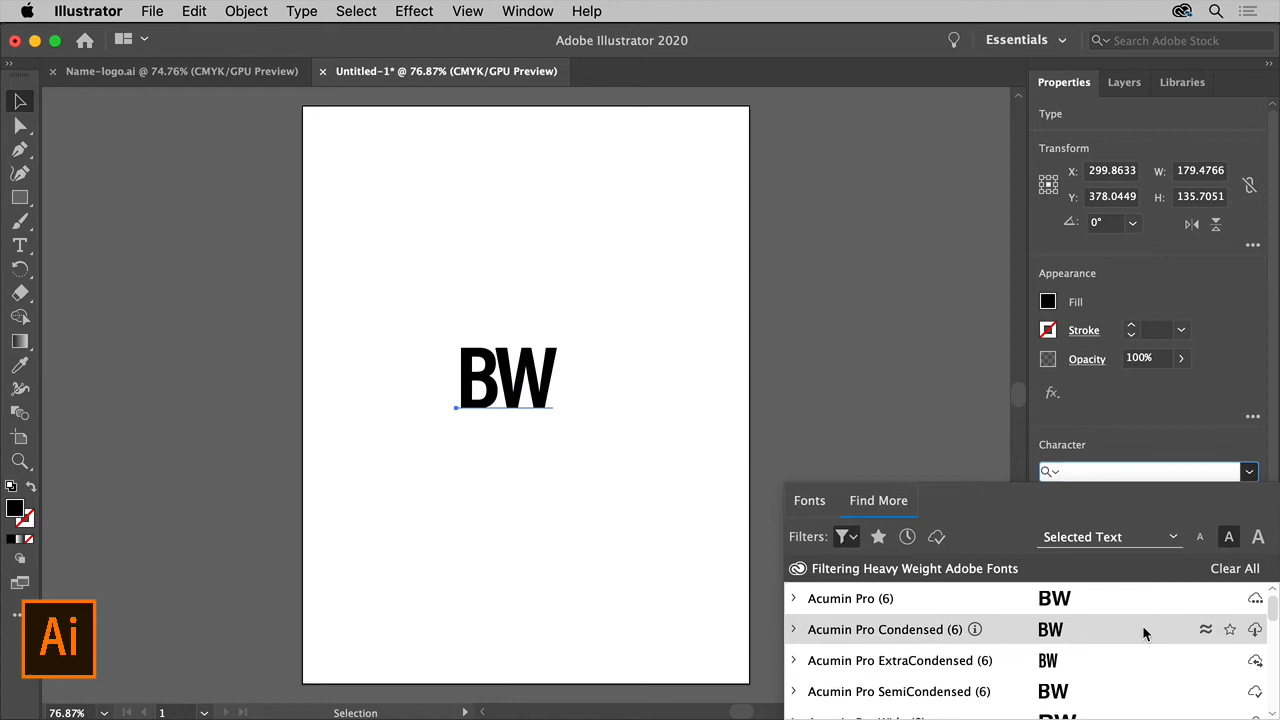 Illustrator File Edit Object Type Select Effect View Window Help
Adobe Illustrator 2020
Essentials
Search Adobe Stock
Name-logo.ai @ 74.76% (CMYK/GPU Preview)
Untitled-1* @ 76.87% (CMYK/GPU Preview)
Properties Layers Libraries
Type
Transform
X: 299.8633 W: 179.4766
Y: 378.0449 H: 135.7051
0°
Appearance
Fill
Stroke
Opacity 100%
fx.
BW
Character
Fonts Find More
Filters: Selected Text A A A
Filtering Heavy Weight Adobe Fonts Clear All
Acumin Pro (6) BW
Acumin Pro Condensed (6) BW
Acumin Pro ExtraCondensed (6) BW
Acumin Pro SemiCondensed (6) BW
Ai
76.87% 1 Selection